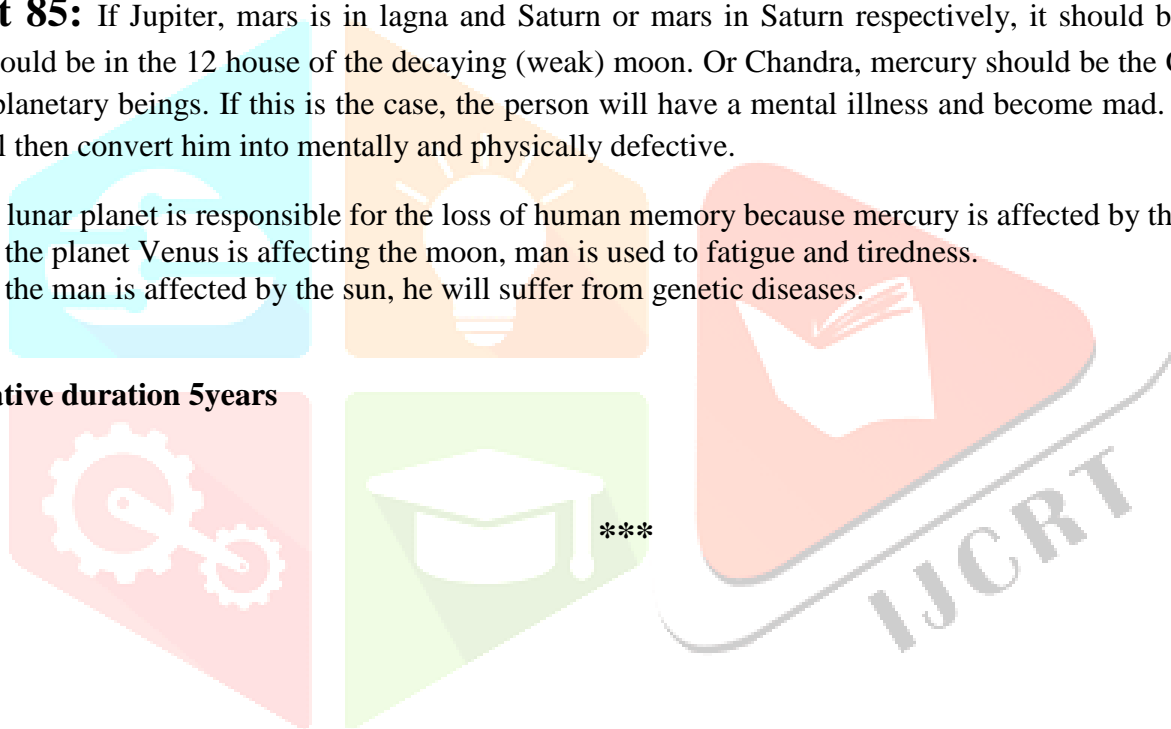 t 85: If Jupiter, mars is in lagna and Saturn or mars in Saturn respectively, it should b
ould be in the 12 house of the decaying (weak) moon. Or Chandra, mercury should be the
planetary beings. If this is the case, the person will have a mental illness and become mad.
l then convert him into mentally and physically defective.
lunar planet is responsible for the loss of human memory because mercury is affected by th
the planet Venus is affecting the moon, man is used to fatigue and tiredness.
the man is affected by the sun, he will suffer from genetic diseases.
ative duration 5years
***
IJCRT